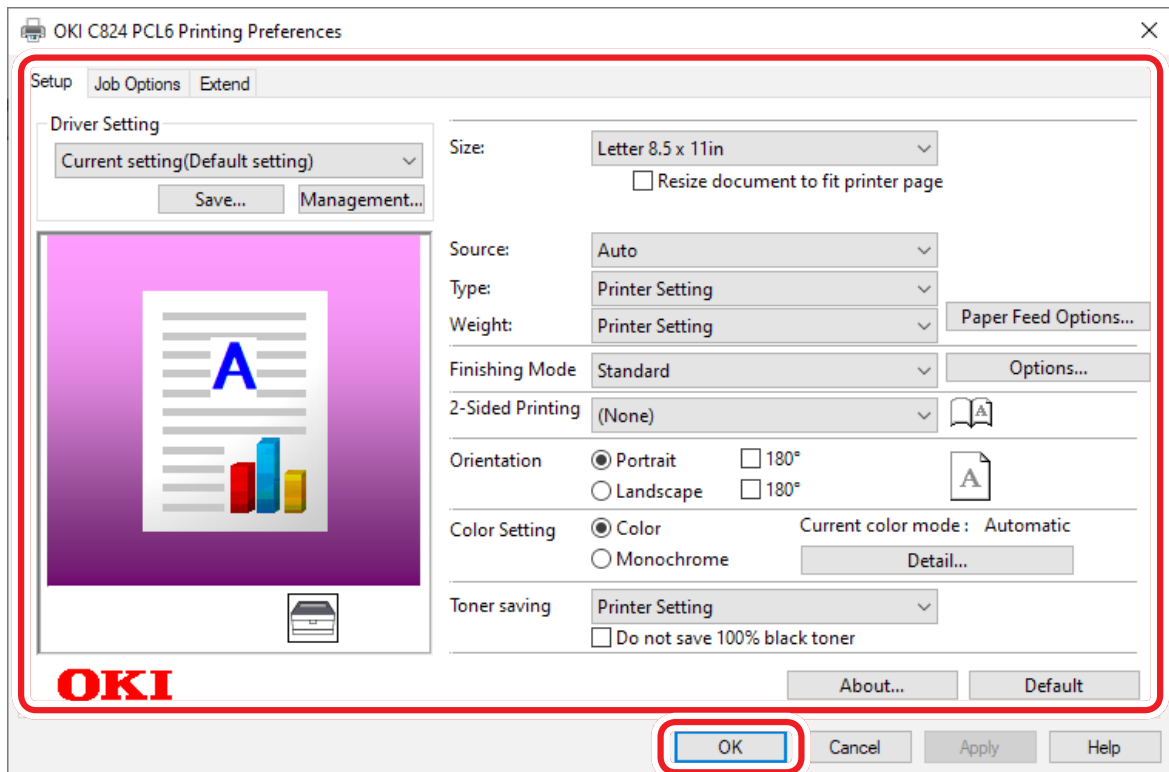 OKI C824 PCL6 Printing Preferences
Setup
Job Options
Extend
Driver Setting
Current setting(Default setting)
Save...
Management...
A
OKI
Size:
Letter 8.5 x 11in
Resize document to fit printer page
Source:
Auto
Type:
Printer Setting
Weight:
Printer Setting
Paper Feed Options...
Finishing Mode
Standard
Options...
2-Sided Printing
(None)
A
Orientation
Portrait
180°
Landscape
180°
A
Color Setting
Color
Current color mode : Automatic
Monochrome
Detail...
Toner saving
Printer Setting
Do not save 100% black toner
About...
Default
OK
Cancel
Apply
Help